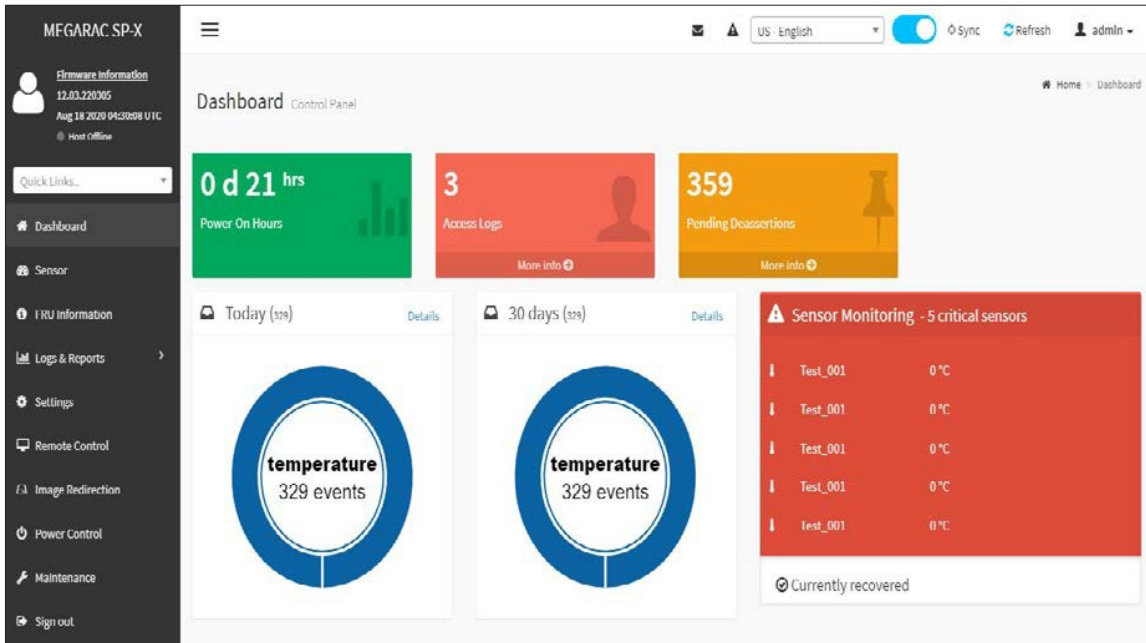 MEGARAC SP-X
Firmware Information
12.03.220305
Aug 18 2020 04:30:08 UTC
Host Offline
Quick Links...
Dashboard
Sensor
FRU Information
Logs & Reports
Settings
Remote Control
Image Redirection
Power Control
Maintenance
Sign out
US - English
Sync
Refresh
admin
Dashboard Control Panel
Home > Dashboard
0 d 21 hrs
Power On Hours
3
Access Logs
More info
359
Pending Deassertions
More info
Today (329) Details
temperature
329 events
30 days (329) Details
temperature
329 events
Sensor Monitoring - 5 critical sensors
Test_001 0 °C
Test_001 0 °C
Test_001 0 °C
Test_001 0 °C
Test_001 0 °C
Currently recovered